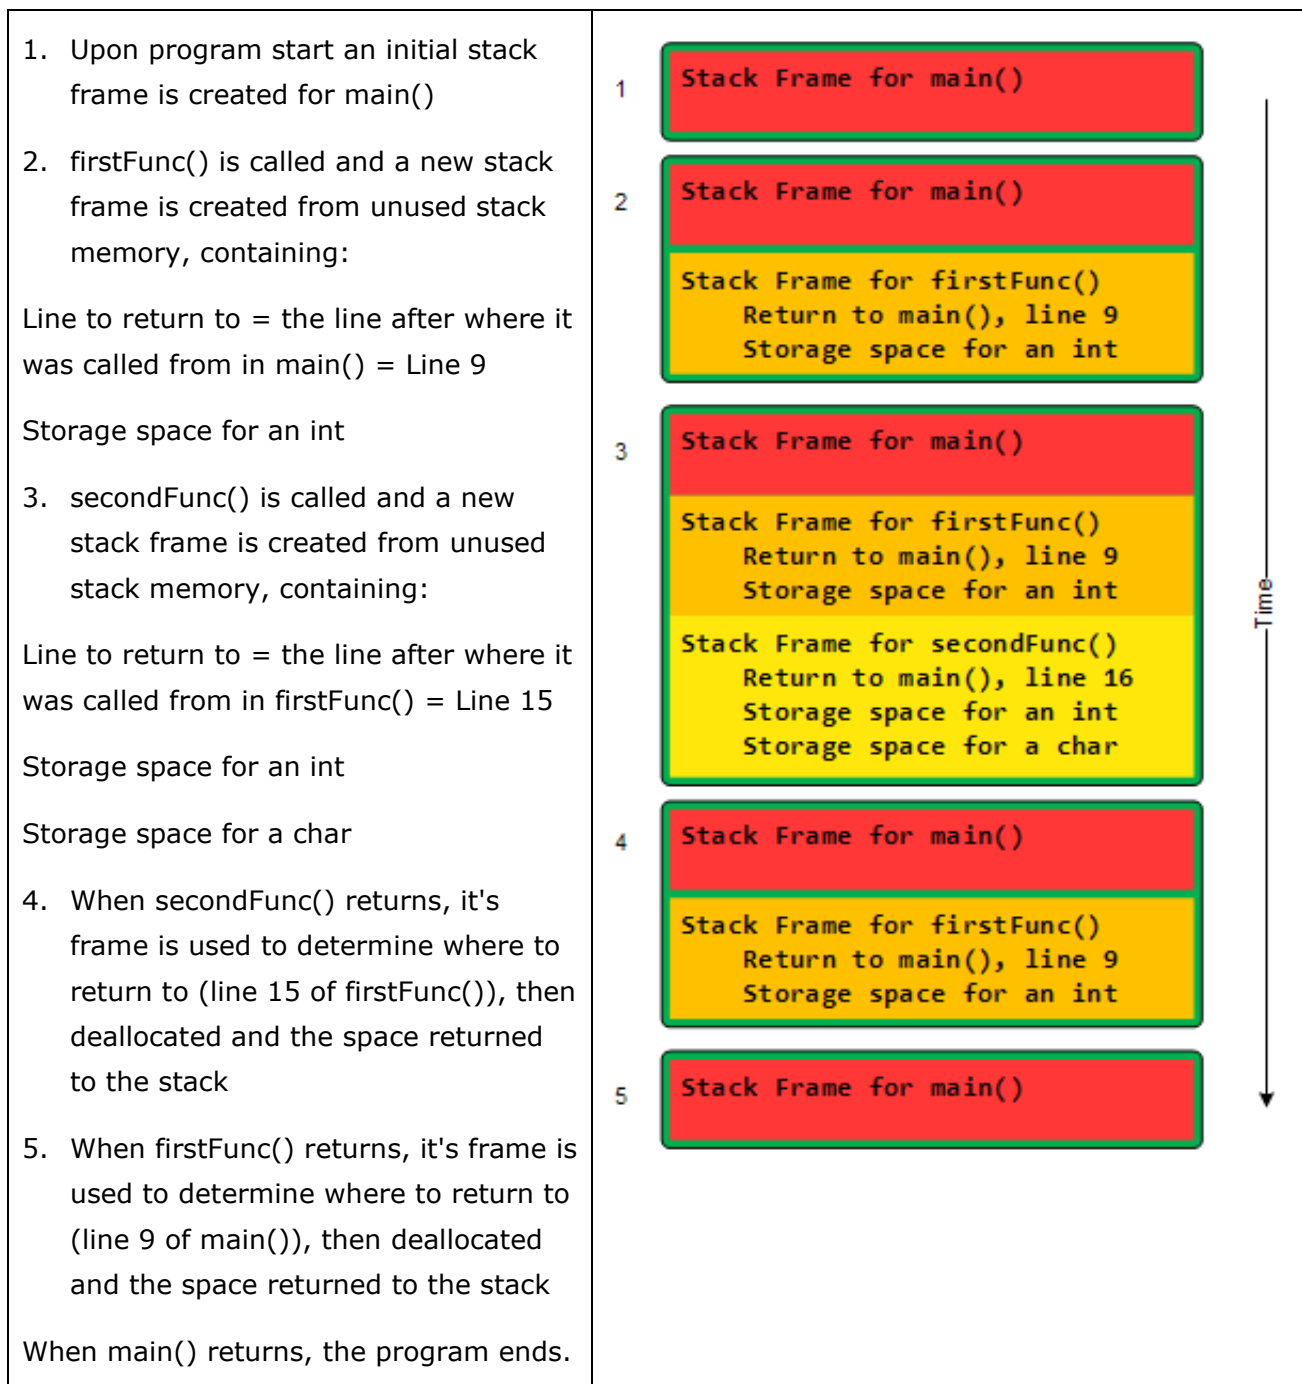 1. Upon program start an initial stack
frame is created for main()
2. firstFunc() is called and a new stack
frame is created from unused stack
memory, containing:
Line to return to = the line after where it
was called from in main() = Line 9
Storage space for an int
3. secondFunc() is called and a new
stack frame is created from unused
stack memory, containing:
Line to return to = the line after where it
was called from in firstFunc() = Line 15
Storage space for an int
Storage space for a char
4. When secondFunc() returns, it's
frame is used to determine where to
return to (line 15 of firstFunc()), then
deallocated and the space returned
to the stack
5. When firstFunc() returns, it's frame is
used to determine where to return to
(line 9 of main()), then deallocated
and the space returned to the stack
When main() returns, the program ends.
1
Stack Frame for main()
2
Stack Frame for main()
Stack Frame for firstFunc()
Return to main(), line 9
Storage space for an int
3
Stack Frame for main()
Stack Frame for firstFunc()
Return to main(), line 9
Storage space for an int
Stack Frame for secondFunc()
Return to main(), line 16
Storage space for an int
Storage space for a char
4
Stack Frame for main()
Stack Frame for firstFunc()
Return to main(), line 9
Storage space for an int
5
Stack Frame for main()
Time